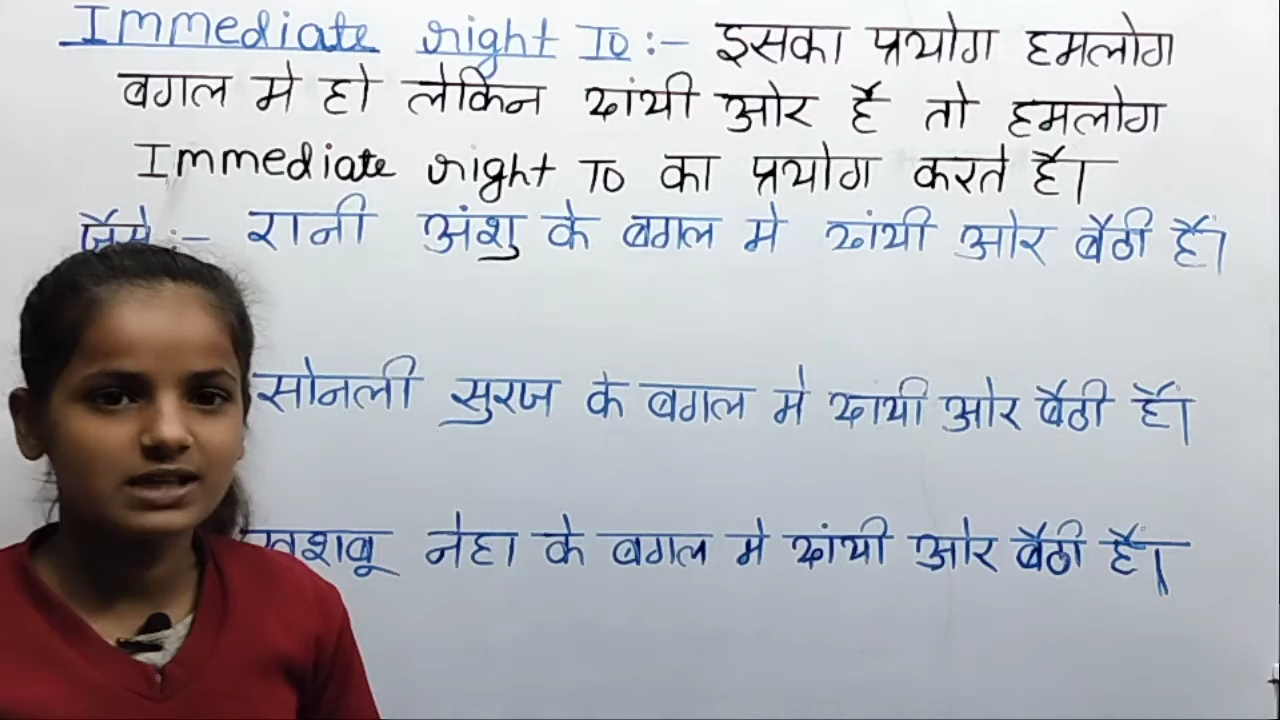 Immediate right To :- इसका प्रयोग हमलोग
बगल मे हो लेकिन दांयी ओर है तो हमलोग
Immediate right To का प्रयोग करते है।
जैसे :- रानी अंशु के बगल मे दांयी ओर बैठी है।
सोनली सुरज के बगल मे दायी ओर बैठी है।
खुशबू नेहा के बगल मे दांयी ओर बैठी है।